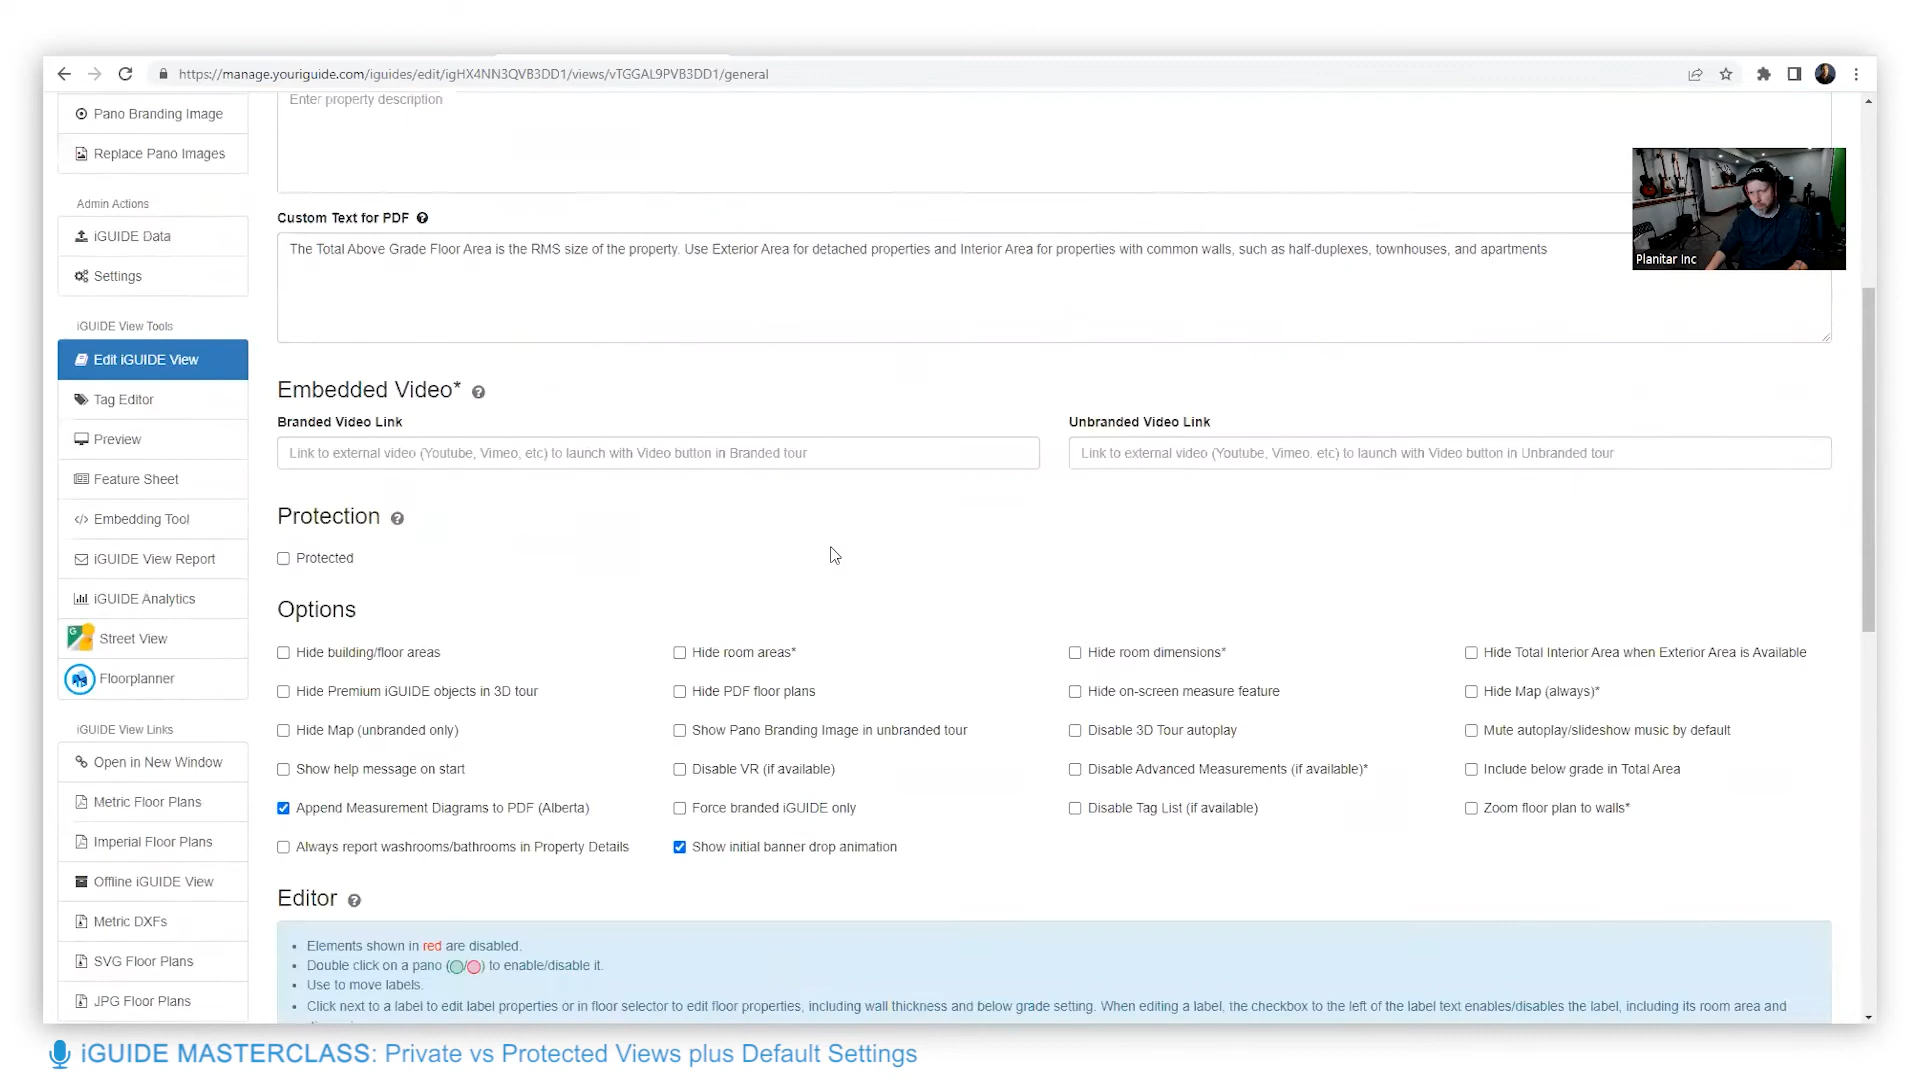 https://manage.youriguide.com/iguides/edit/igHX4NN3QVB3DD1/views/vTGGAL9PVB3DD1/general
Pano Branding Image
Replace Pano Images
Admin Actions
iGUIDE Data
Settings
iGUIDE View Tools
Edit iGUIDE View
Tag Editor
Preview
Feature Sheet
Embedding Tool
iGUIDE View Report
iGUIDE Analytics
Street View
Floorplanner
iGUIDE View Links
Open in New Window
Metric Floor Plans
Imperial Floor Plans
Offline iGUIDE View
Metric DXFs
SVG Floor Plans
JPG Floor Plans
Enter property description
Custom Text for PDF
The Total Above Grade Floor Area is the RMS size of the property. Use Exterior Area for detached properties and Interior Area for properties with common walls, such as half-duplexes, townhouses, and apartments
Planitar Inc
Embedded Video*
Branded Video Link
Unbranded Video Link
Link to external video (Youtube, Vimeo, etc) to launch with Video button in Branded tour
Link to external video (Youtube, Vimeo, etc) to launch with Video button in Unbranded tour
Protection
Protected
Options
Hide building/floor areas
Hide room areas*
Hide room dimensions*
Hide Total Interior Area when Exterior Area is Available
Hide Premium iGUIDE objects in 3D tour
Hide PDF floor plans
Hide on-screen measure feature
Hide Map (always)*
Hide Map (unbranded only)
Show Pano Branding Image in unbranded tour
Disable 3D Tour autoplay
Mute autoplay/slideshow music by default
Show help message on start
Disable VR (if available)
Disable Advanced Measurements (if available)*
Include below grade in Total Area
Append Measurement Diagrams to PDF (Alberta)
Force branded iGUIDE only
Disable Tag List (if available)
Zoom floor plan to walls*
Always report washrooms/bathrooms in Property Details
Show initial banner drop animation
Editor
Elements shown in red are disabled.
Double click on a pano (/) to enable/disable it.
Use to move labels.
Click next to a label to edit label properties or in floor selector to edit floor properties, including wall thickness and below grade setting. When editing a label, the checkbox to the left of the label text enables/disables the label, including its room area and
iGUIDE MASTERCLASS: Private vs Protected Views plus Default Settings